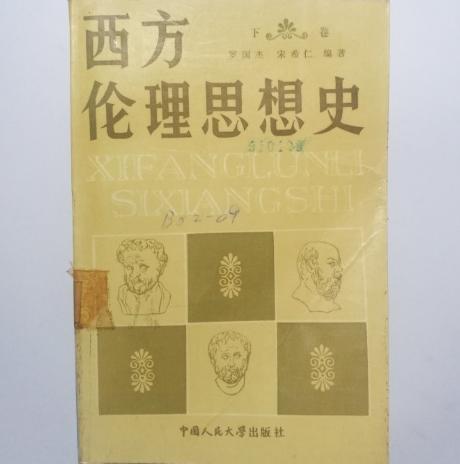 西方
下 卷
罗国杰 宋希仁 编著
伦理思想史
XIFANGLUNLI
SIXIANGSHI
B82-09
中国人民大学出版社